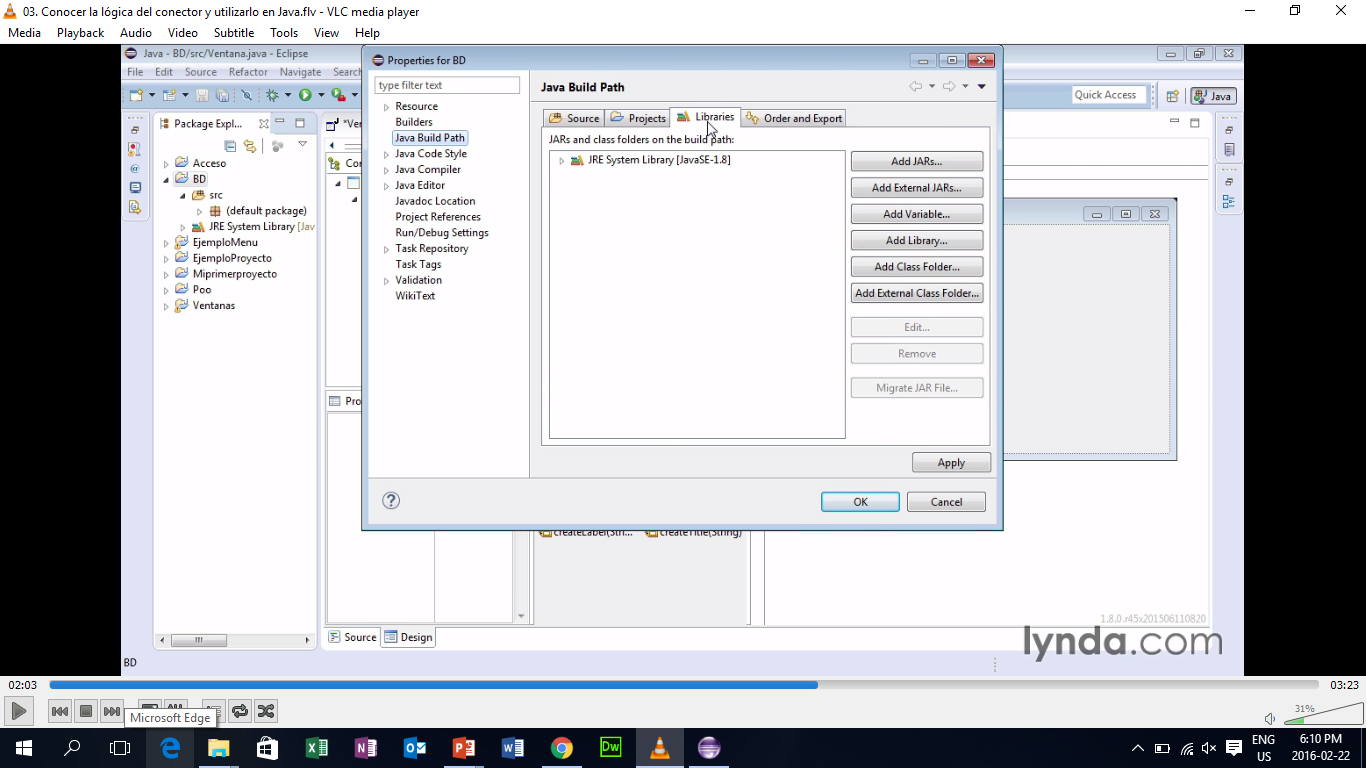 03. Conocer la lógica del conector y utilizarlo en Java.flv - VLC media player
Media Playback Audio Video Subtitle Tools View Help
Java - BD/src/Ventana.java - Eclipse
File Edit Source Refactor Navigate Search
Quick Access
Java
Package Expl...
Acceso
BD
src
(default package)
JRE System Library [Jav
EjemploMenu
EjemploProyecto
Miprimerproyecto
Poo
Ventanas
*Ver
Con
Pro
Properties for BD
type filter text
Resource
Builders
Java Build Path
Java Code Style
Java Compiler
Java Editor
Javadoc Location
Project References
Run/Debug Settings
Task Repository
Task Tags
Validation
WikiText
Java Build Path
Source Projects Libraries Order and Export
JARs and class folders on the build path:
JRE System Library [JavaSE-1.8]
Add JARs...
Add External JARs...
Add Variable...
Add Library...
Add Class Folder...
Add External Class Folder...
Edit...
Remove
Migrate JAR File...
Apply
OK Cancel
createLabel(Stri... createTitle(String)
1.8.0.r45x201506110820
Source Design
lynda.com
BD
02:03 03:23
Microsoft Edge
31%
ENG 6:10 PM
US 2016-02-22